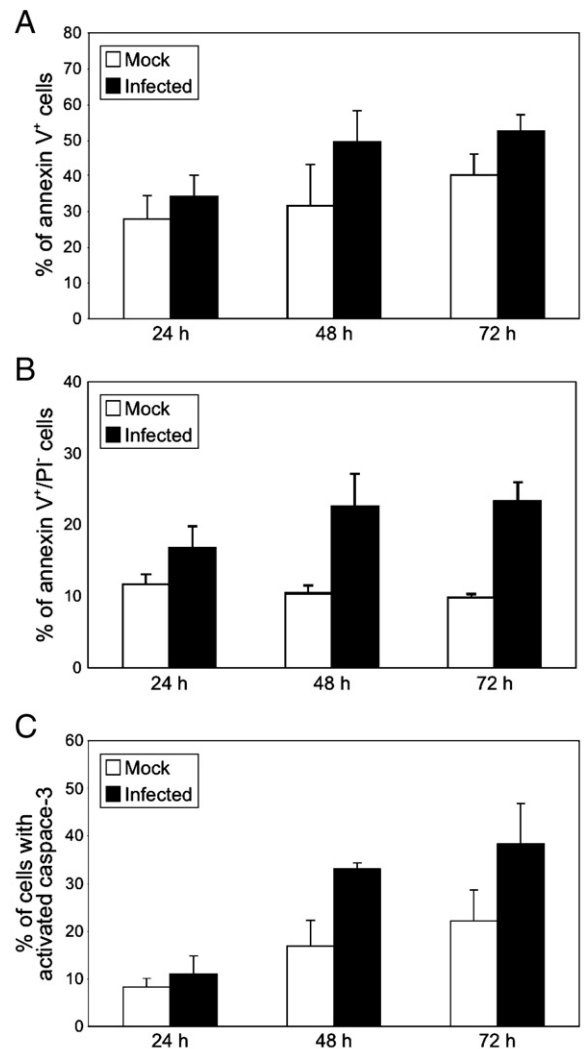 A
% of annexin V⁺ cells
80
70
60
50
40
30
20
10
0
Mock
Infected
24 h 48 h 72 h
B
% of annexin V⁺/PI⁻ cells
40
30
20
10
0
Mock
Infected
24 h 48 h 72 h
C
% of cells with
activated caspace-3
60
50
40
30
20
10
0
Mock
Infected
24 h 48 h 72 h